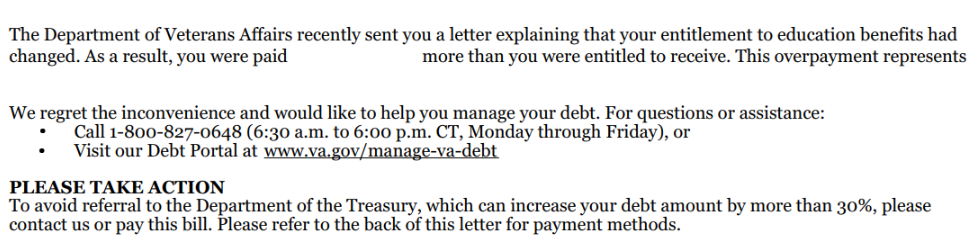 The Department of Veterans Affairs recently sent you a letter explaining that your entitlement to education benefits had
changed. As a result, you were paid more than you were entitled to receive. This overpayment represents
We regret the inconvenience and would like to help you manage your debt. For questions or assistance:
• Call 1-800-827-0648 (6:30 a.m. to 6:00 p.m. CT, Monday through Friday), or
• Visit our Debt Portal at www.va.gov/manage-va-debt
PLEASE TAKE ACTION
To avoid referral to the Department of the Treasury, which can increase your debt amount by more than 30%, please
contact us or pay this bill. Please refer to the back of this letter for payment methods.